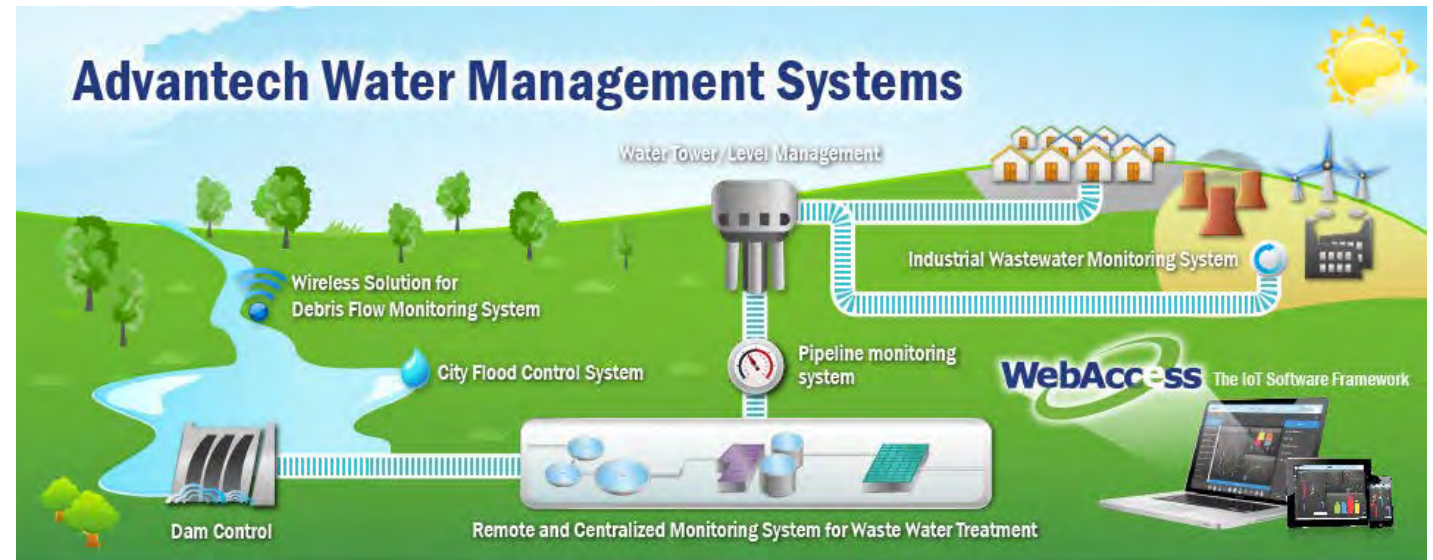 Advantech Water Management Systems
Water Tower/Level Management
Industrial Wastewater Monitoring System
Wireless Solution for
Debris Flow Monitoring System
Pipeline monitoring
system
City Flood Control System
WebAccess The IoT Software Framework
Dam Control
Remote and Centralized Monitoring System for Waste Water Treatment